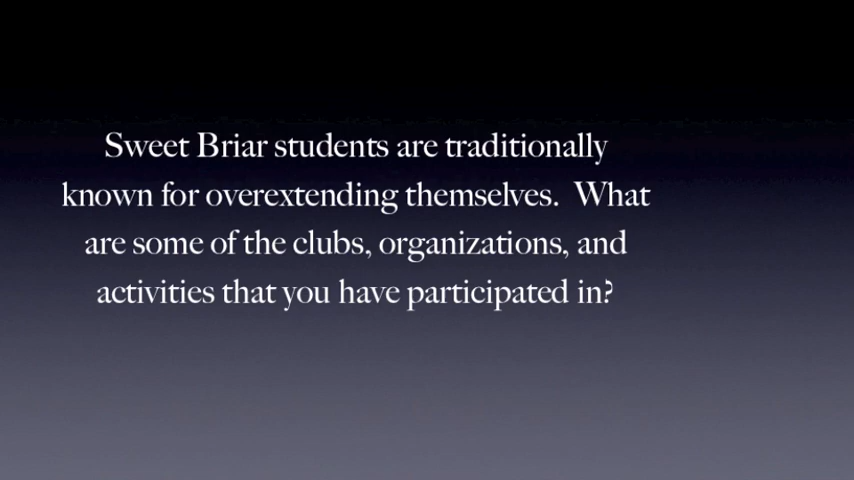 Sweet Briar students are traditionally
known for overextending themselves.  What
are some of the clubs, organizations, and
activities that you have participated in?